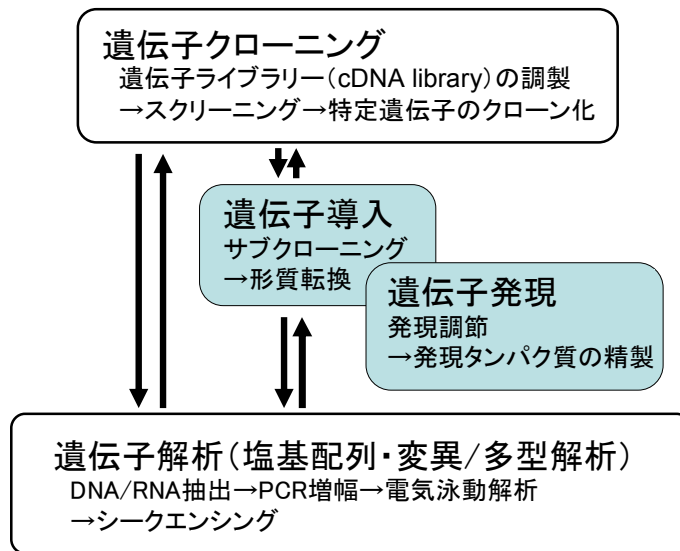 遺伝子クローニング
遺伝子ライブラリー(cDNA library)の調製
→スクリーニング→特定遺伝子のクローン化
遺伝子導入
サブクローニング
→形質転換
遺伝子発現
発現調節
→発現タンパク質の精製
遺伝子解析(塩基配列・変異/多型解析)
DNA/RNA抽出→PCR増幅→電気泳動解析
→シークエンシング